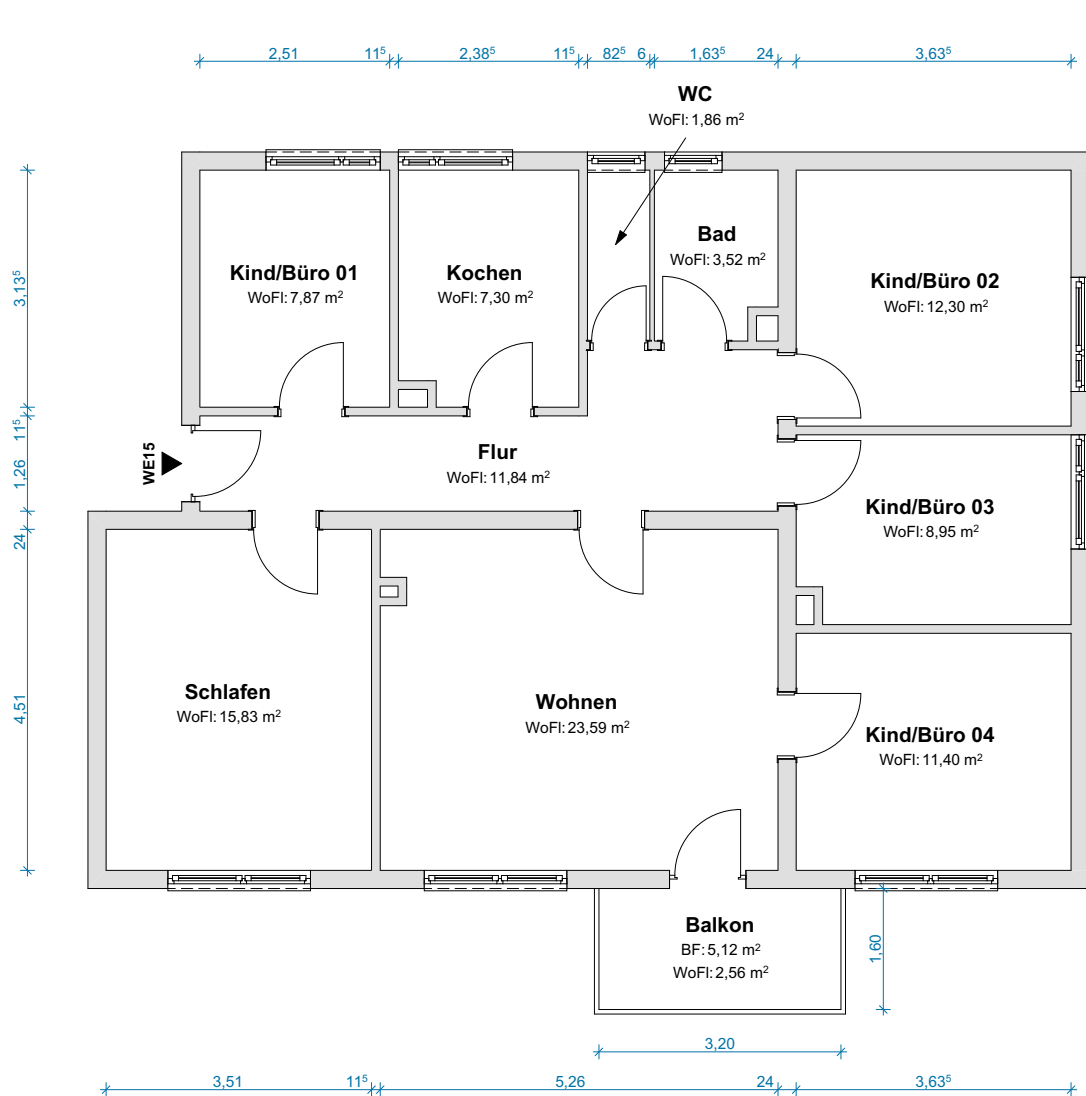 2,51 11⁵ 2,38⁵ 11⁵ 82⁵ 6 1,63⁵ 24 3,63⁵
WC
WoFl: 1,86 m²
Bad
WoFl: 3,52 m²
Kind/Büro 01
WoFl: 7,87 m²
Kochen
WoFl: 7,30 m²
Kind/Büro 02
WoFl: 12,30 m²
3,13⁵
11⁵
1,26
24
4,51
WE15
Flur
WoFl: 11,84 m²
Kind/Büro 03
WoFl: 8,95 m²
Schlafen
WoFl: 15,83 m²
Wohnen
WoFl: 23,59 m²
Kind/Büro 04
WoFl: 11,40 m²
Balkon
BF: 5,12 m²
WoFl: 2,56 m²
1,60
3,20
3,51 11⁵ 5,26 24 3,63⁵